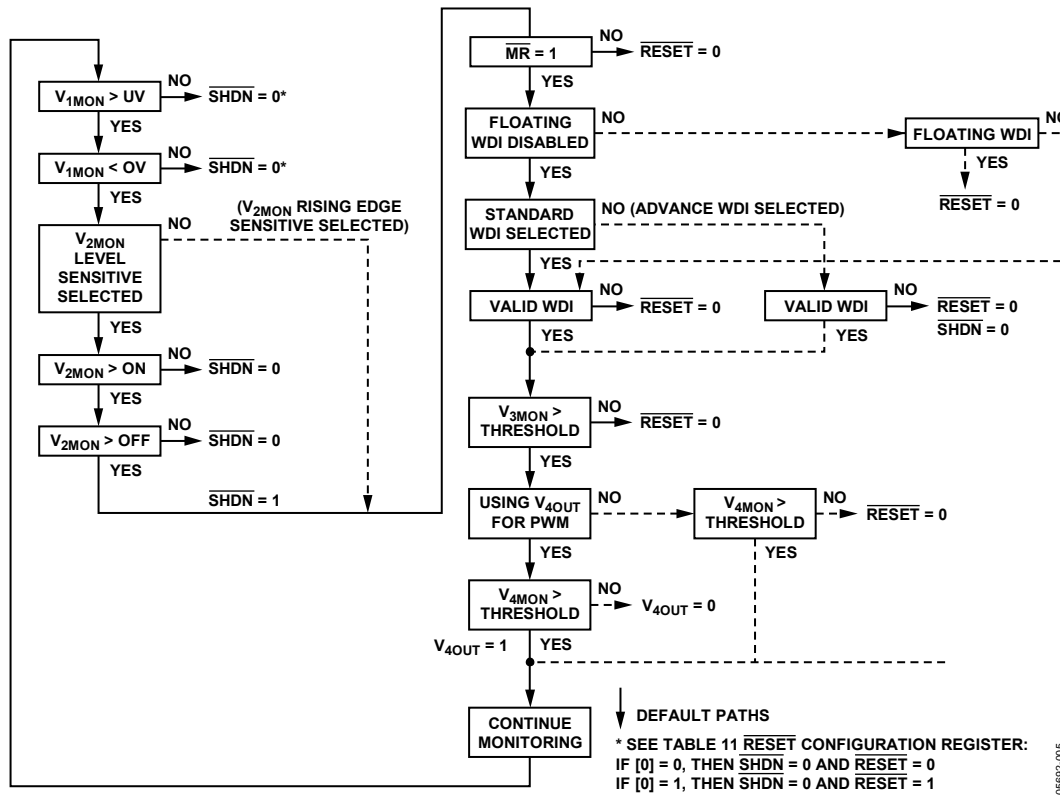 V1MON > UV
NO
SHDN = 0*
YES
V1MON < OV
NO
SHDN = 0*
YES
V2MON
LEVEL
SENSITIVE
SELECTED
NO
(V2MON RISING EDGE
SENSITIVE SELECTED)
YES
V2MON > ON
NO
SHDN = 0
YES
V2MON > OFF
NO
SHDN = 0
YES
SHDN = 1
MR = 1
NO
RESET = 0
YES
FLOATING
WDI DISABLED
NO
FLOATING WDI
NO
YES
YES
RESET = 0
STANDARD
WDI SELECTED
NO (ADVANCE WDI SELECTED)
YES
VALID WDI
NO
RESET = 0
YES
VALID WDI
NO
RESET = 0
SHDN = 0
YES
V3MON >
THRESHOLD
NO
RESET = 0
YES
USING V4OUT
FOR PWM
NO
V4MON >
THRESHOLD
NO
RESET = 0
YES
YES
V4MON >
THRESHOLD
NO
V4OUT = 0
V4OUT = 1
YES
CONTINUE
MONITORING
DEFAULT PATHS
* SEE TABLE 11 RESET CONFIGURATION REGISTER:
IF [0] = 0, THEN SHDN = 0 AND RESET = 0
IF [0] = 1, THEN SHDN = 0 AND RESET = 1